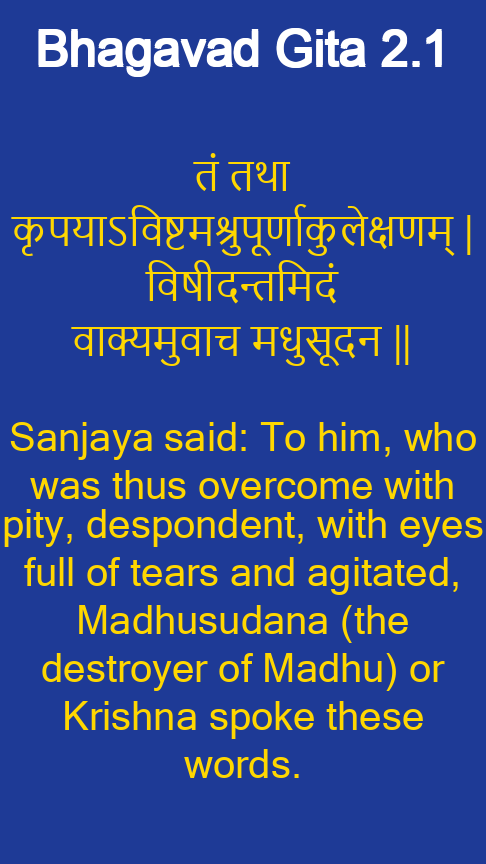 Bhagavad Gita 2.1
तं तथा
कृपयाऽविष्टमश्रुपूर्णाकुलेक्षणम् |
विषीदन्तमिदं
वाक्यमुवाच मधुसूदन ||
Sanjaya said: To him, who
was thus overcome with
pity, despondent, with eyes
full of tears and agitated,
Madhusudana (the
destroyer of Madhu) or
Krishna spoke these
words.